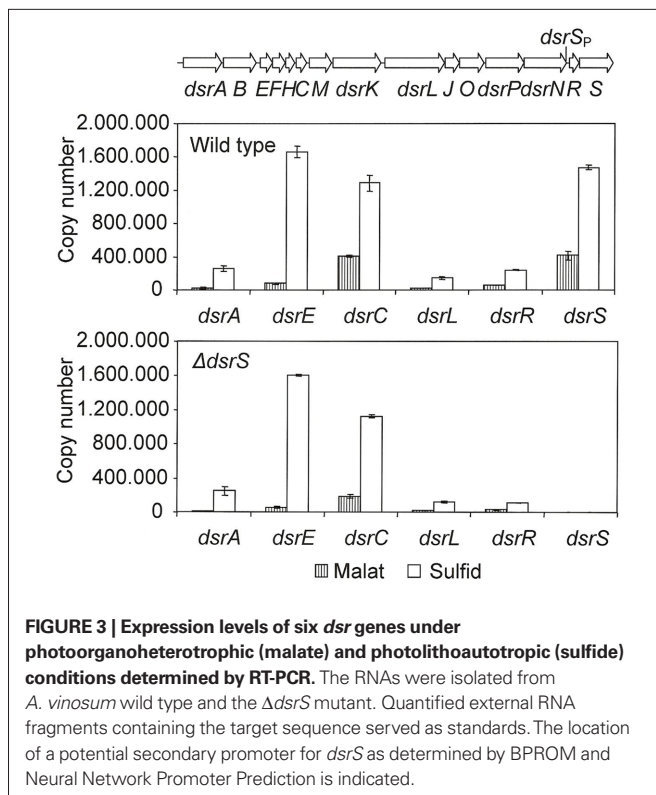 dsrSP
dsrA B EFHCM dsrK dsrL J O dsrPdsrN R S
Copy number
2.000.000
1.600.000
1.200.000
800.000
400.000
0
Wild type
dsrA dsrE dsrC dsrL dsrR dsrS
Copy number
2.000.000
1.600.000
1.200.000
800.000
400.000
0
ΔdsrS
dsrA dsrE dsrC dsrL dsrR dsrS
Malat Sulfid
FIGURE 3 | Expression levels of six dsr genes under
photoorganoheterotrophic (malate) and photolithoautotropic (sulfide)
conditions determined by RT-PCR. The RNAs were isolated from
A. vinosum wild type and the ΔdsrS mutant. Quantified external RNA
fragments containing the target sequence served as standards. The location
of a potential secondary promoter for dsrS as determined by BPROM and
Neural Network Promoter Prediction is indicated.